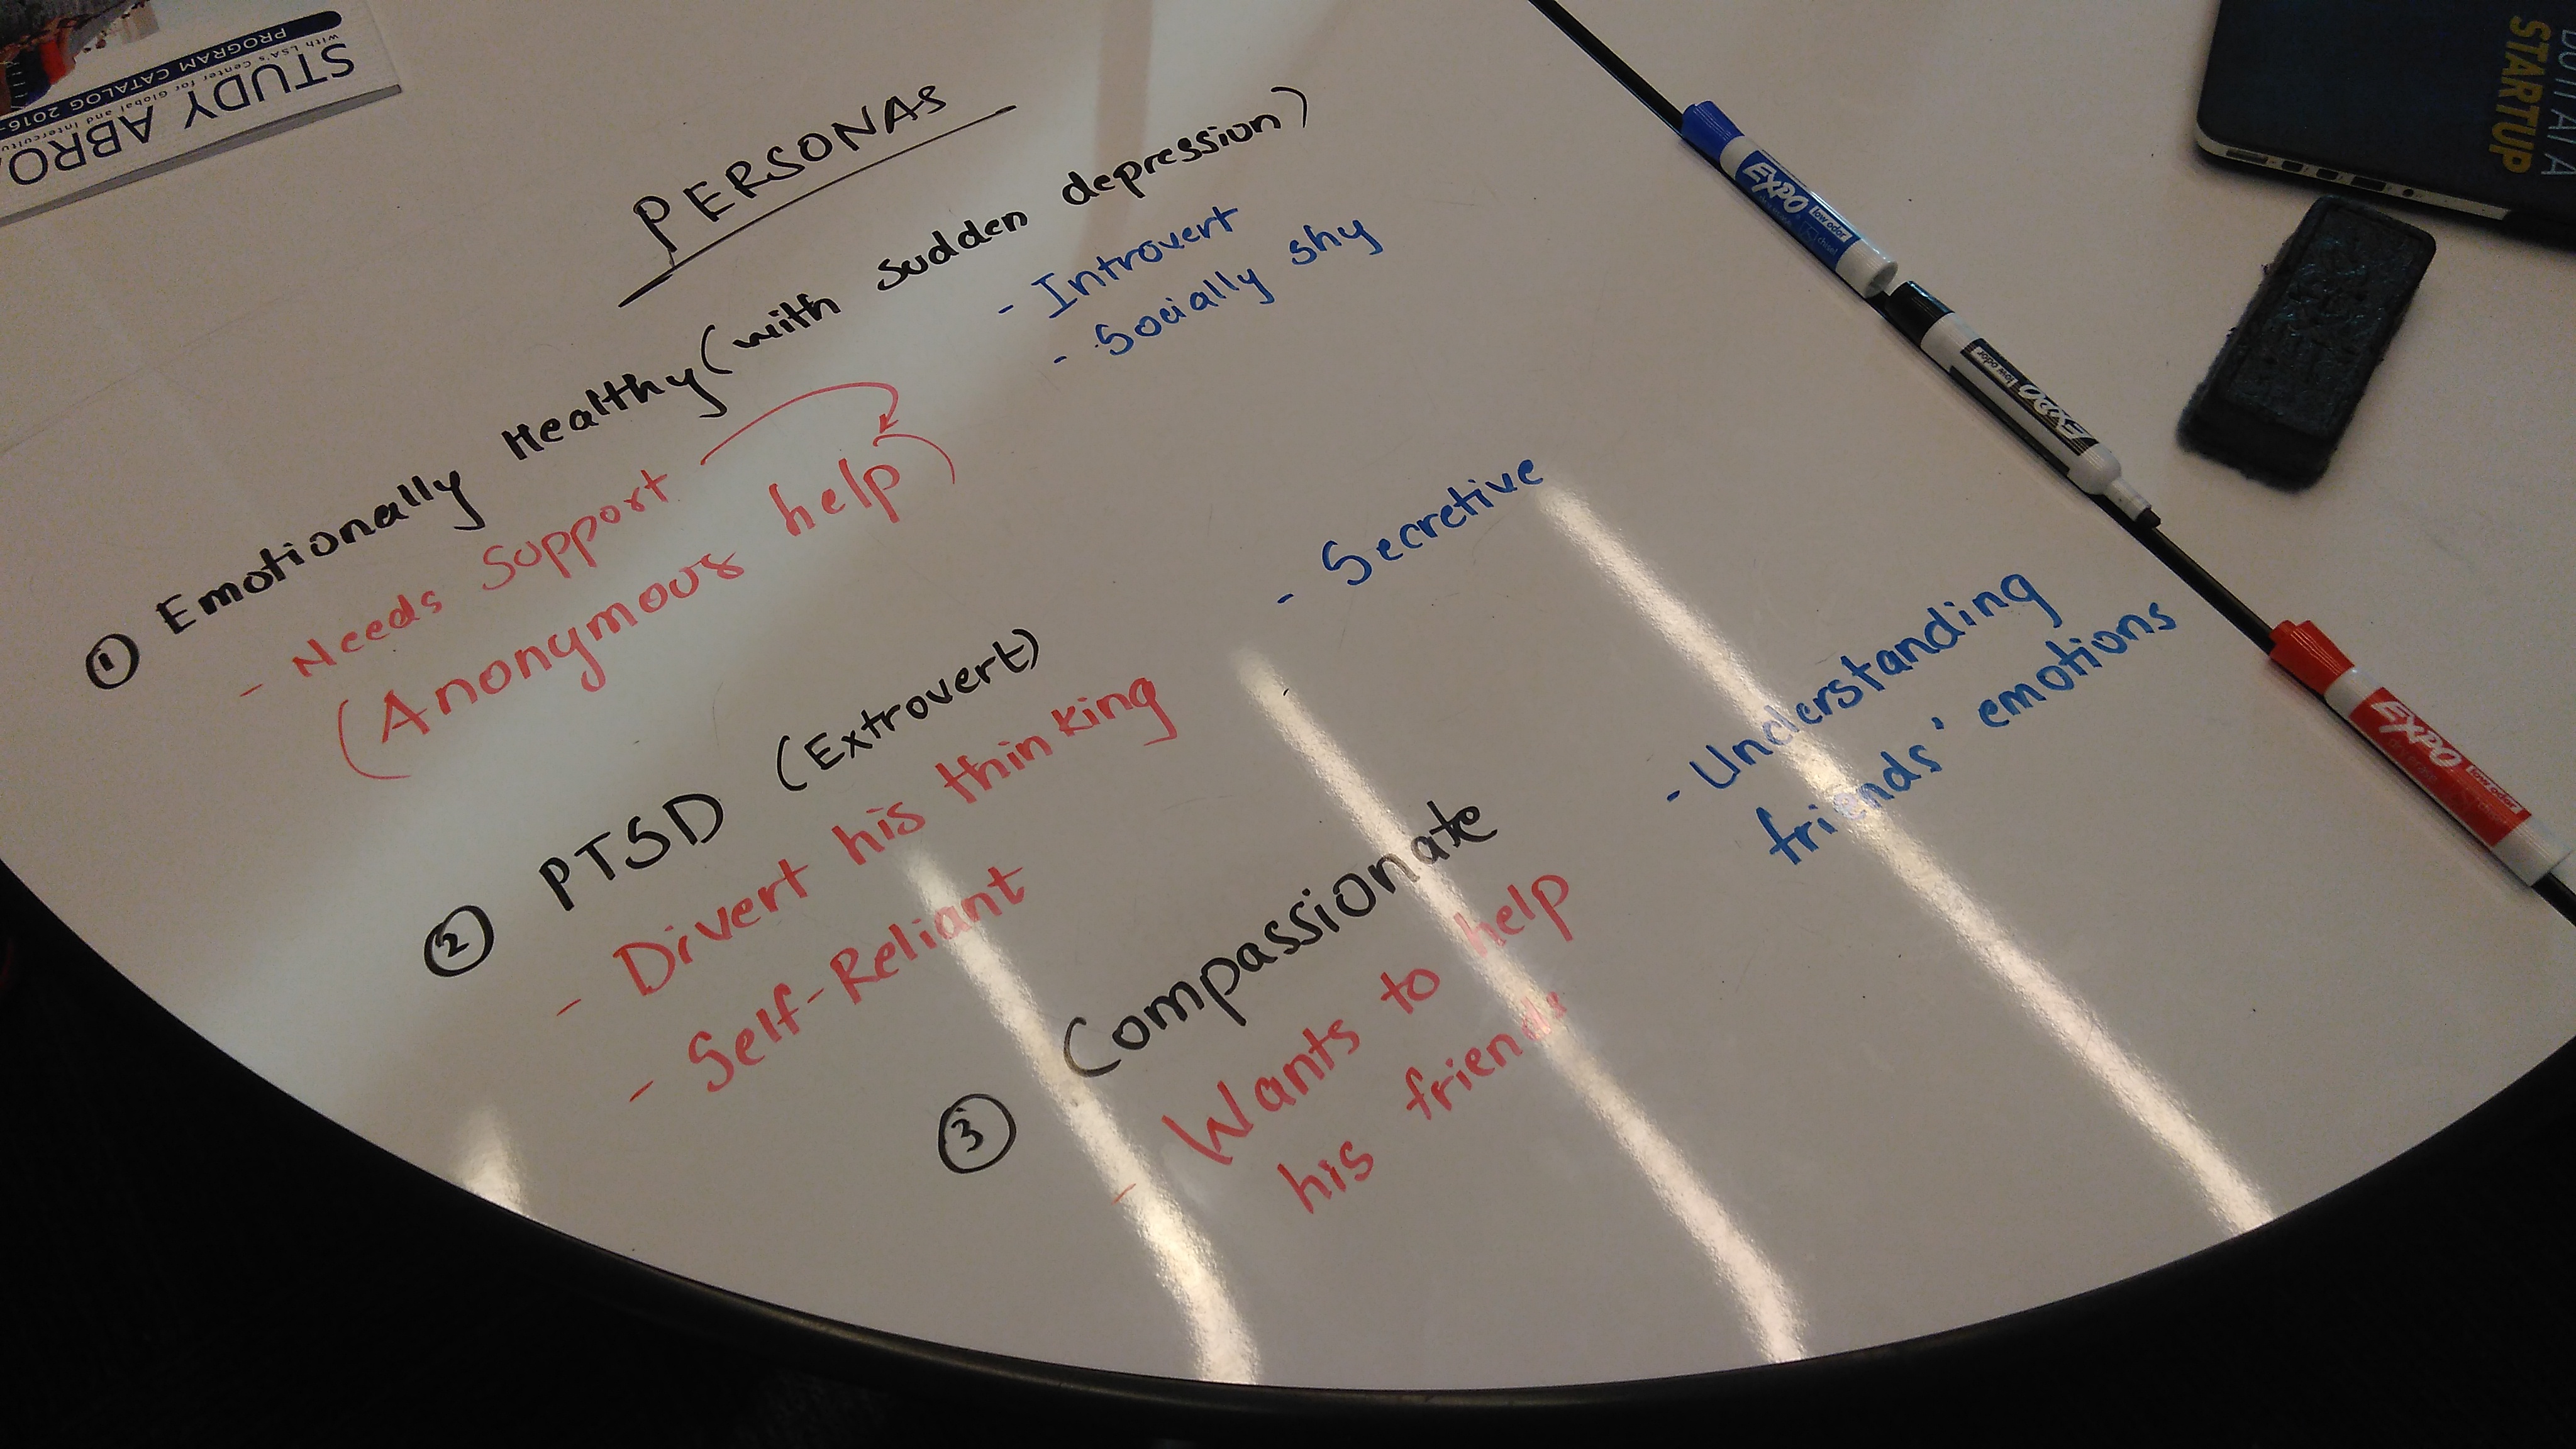 PERSONAS
① Emotionally Healthy (with sudden depression)
- Needs Support
(Anonymous help)
- Introvert
- Socially shy
② PTSD (Extrovert)
- Divert his thinking
- Self-Reliant
- Secretive
③ Compassionate
- Wants to help
his friends
- Understanding
friends' emotions
STUDY ABRO
with LSA's Center for Global and Intercultu
PROGRAM CATALOG 2016-
STARTUP
EXPO
low odor
EXPO
low odor
EXPO
low odor